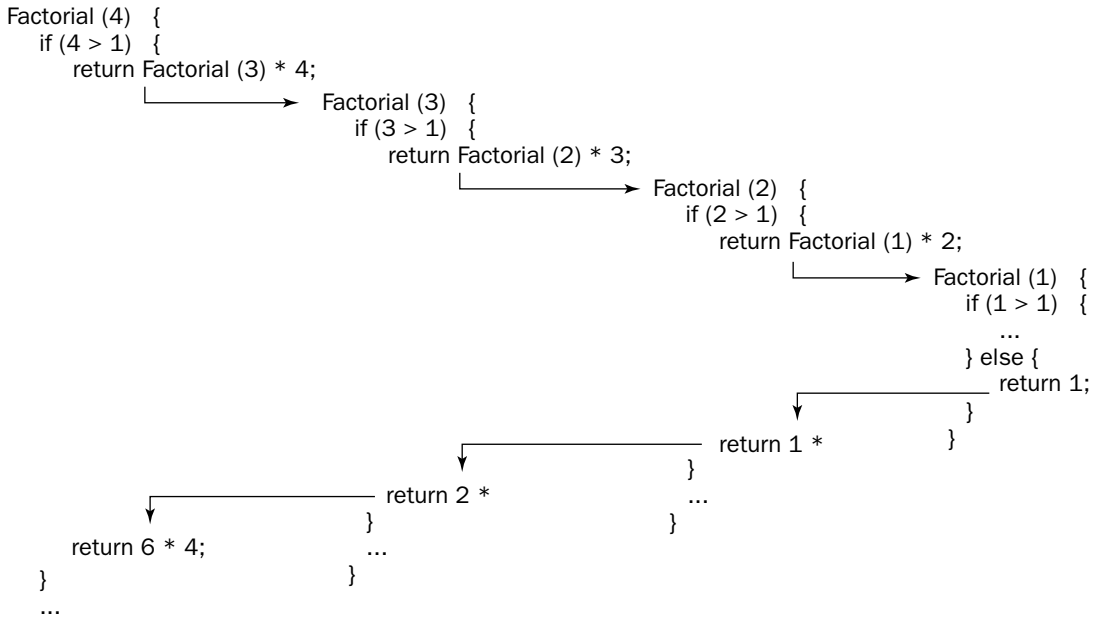 Factorial (4) {
if (4 > 1) {
return Factorial (3) * 4;
Factorial (3) {
if (3 > 1) {
return Factorial (2) * 3;
Factorial (2) {
if (2 > 1) {
return Factorial (1) * 2;
Factorial (1) {
if (1 > 1) {
...
} else {
return 1;
}
}
return 1 *
}
...
}
return 2 *
}
...
}
return 6 * 4;
}
...